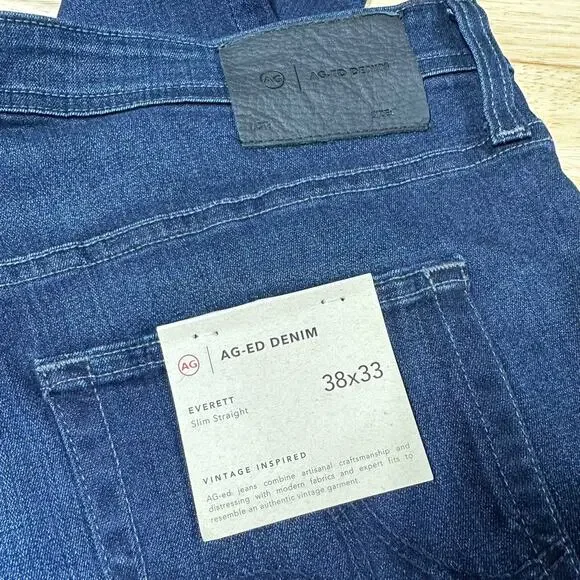 AG | AG-ED DENIM
SIZE:
AG | AG-ED DENIM
EVERETT
Slim Straight
38x33
VINTAGE INSPIRED
AG-ed: jeans combine artisanal craftsmanship and
distressing with modern fabrics and expert fits to
resemble an authentic vintage garment.